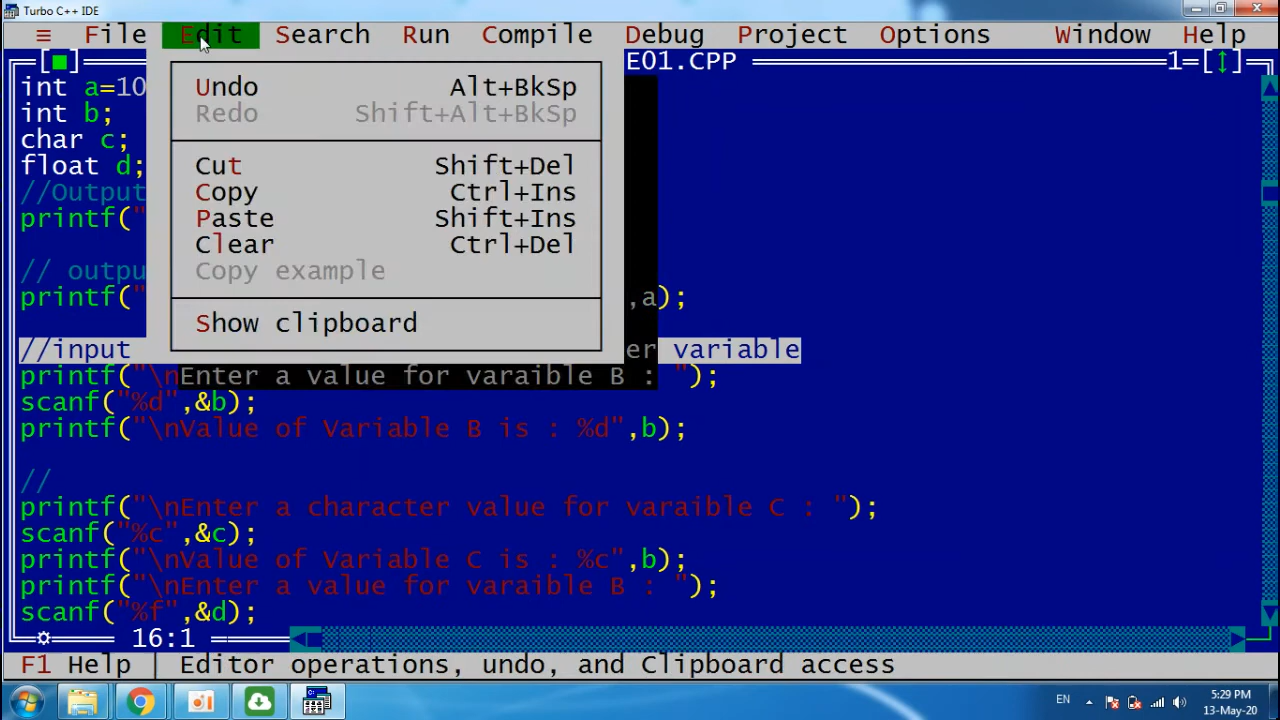 Turbo C++ IDE
≡ File Edit Search Run Compile Debug Project Options Window Help
E01.CPP 1=[↕]
int a=10
int b;
char c;
float d;
//Output
printf("
// outpu
printf(" ,a);
//input er variable
Undo Alt+BkSp
Redo Shift+Alt+BkSp
Cut Shift+Del
Copy Ctrl+Ins
Paste Shift+Ins
Clear Ctrl+Del
Copy example
Show clipboard
printf("\nEnter a value for varaible B : ");
scanf("%d",&b);
printf("\nValue of Variable B is : %d",b);
//
printf("\nEnter a character value for varaible C : ");
scanf("%c",&c);
printf("\nValue of Variable C is : %c",b);
printf("\nEnter a value for varaible B : ");
scanf("%f",&d);
16:1
F1 Help | Editor operations, undo, and Clipboard access
EN 5:29 PM
13-May-20